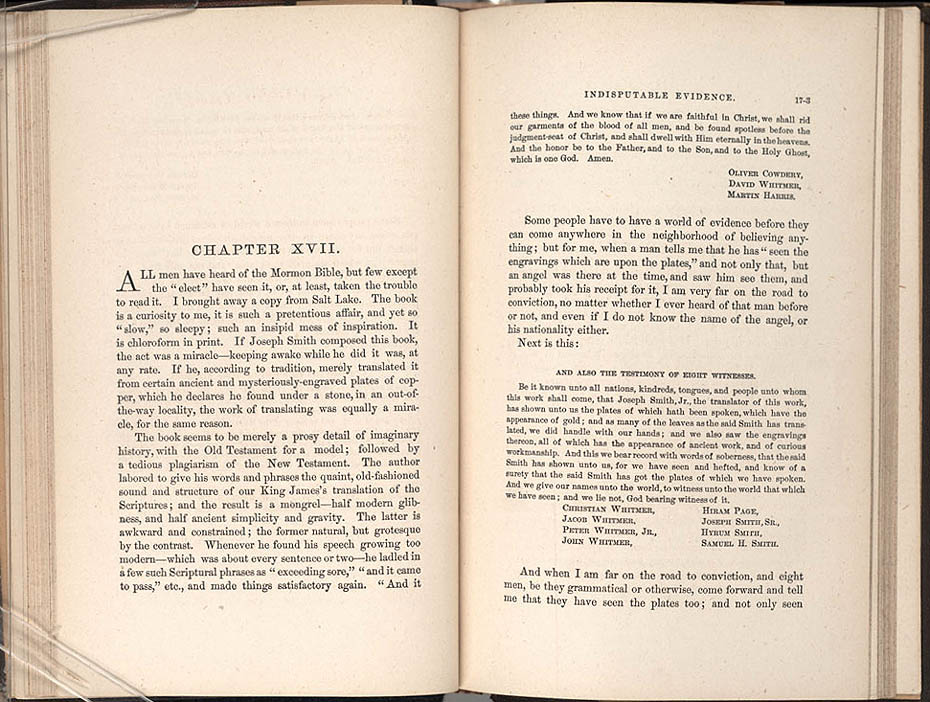 CHAPTER XVII.
ALL men have heard of the Mormon Bible, but few except
the “elect” have seen it, or, at least, taken the trouble
to read it. I brought away a copy from Salt Lake. The book
is a curiosity to me, it is such a pretentious affair, and yet so
“slow,” so sleepy; such an insipid mess of inspiration. It
is chloroform in print. If Joseph Smith composed this book,
the act was a miracle—keeping awake while he did it was, at
any rate. If he, according to tradition, merely translated it
from certain ancient and mysteriously-engraved plates of cop-
per, which he declares he found under a stone, in an out-of-
the-way locality, the work of translating was equally a mira-
cle, for the same reason.
The book seems to be merely a prosy detail of imaginary
history, with the Old Testament for a model; followed by
a tedious plagiarism of the New Testament. The author
labored to give his words and phrases the quaint, old-fashioned
sound and structure of our King James's translation of the
Scriptures; and the result is a mongrel—half modern glib-
ness, and half ancient simplicity and gravity. The latter is
awkward and constrained; the former natural, but grotesque
by the contrast. Whenever he found his speech growing too
modern—which was about every sentence or two—he ladled in
a few such Scriptural phrases as “exceeding sore,” “and it came
to pass,” etc., and made things satisfactory again. “And it
INDISPUTABLE EVIDENCE. 17-3
these things. And we know that if we are faithful in Christ, we shall rid
our garments of the blood of all men, and be found spotless before the
judgment-seat of Christ, and shall dwell with Him eternally in the heavens.
And the honor be to the Father, and to the Son, and to the Holy Ghost,
which is one God. Amen.
OLIVER COWDERY,
DAVID WHITMER,
MARTIN HARRIS.
Some people have to have a world of evidence before they
can come anywhere in the neighborhood of believing any-
thing; but for me, when a man tells me that he has “seen the
engravings which are upon the plates,” and not only that, but
an angel was there at the time, and saw him see them, and
probably took his receipt for it, I am very far on the road to
conviction, no matter whether I ever heard of that man before
or not, and even if I do not know the name of the angel, or
his nationality either.
Next is this:
AND ALSO THE TESTIMONY OF EIGHT WITNESSES.
Be it known unto all nations, kindreds, tongues, and people unto whom
this work shall come, that Joseph Smith, Jr., the translator of this work,
has shown unto us the plates of which hath been spoken, which have the
appearance of gold; and as many of the leaves as the said Smith has trans-
lated, we did handle with our hands; and we also saw the engravings
thereon, all of which has the appearance of ancient work, and of curious
workmanship. And this we bear record with words of soberness, that the said
Smith has shown unto us, for we have seen and hefted, and know of a
surety that the said Smith has got the plates of which we have spoken.
And we give our names unto the world, to witness unto the world that which
we have seen; and we lie not, God bearing witness of it.
CHRISTIAN WHITMER, HIRAM PAGE,
JACOB WHITMER, JOSEPH SMITH, SR.,
PETER WHITMER, JR., HYRUM SMITH,
JOHN WHITMER, SAMUEL H. SMITH.
And when I am far on the road to conviction, and eight
men, be they grammatical or otherwise, come forward and tell
me that they have seen the plates too; and not only seen